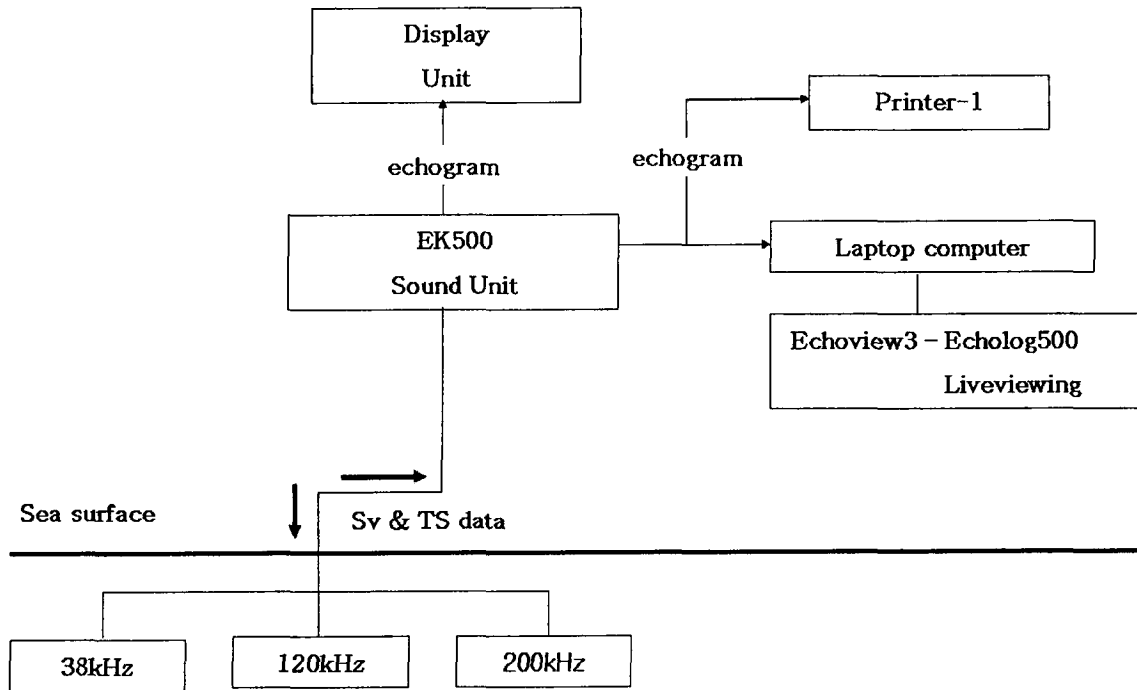 Display
Unit
Printer-1
echogram
echogram
EK500
Sound Unit
Laptop computer
Echoview3 - Echolog500
Liveviewing
Sea surface
Sv & TS data
38kHz
120kHz
200kHz